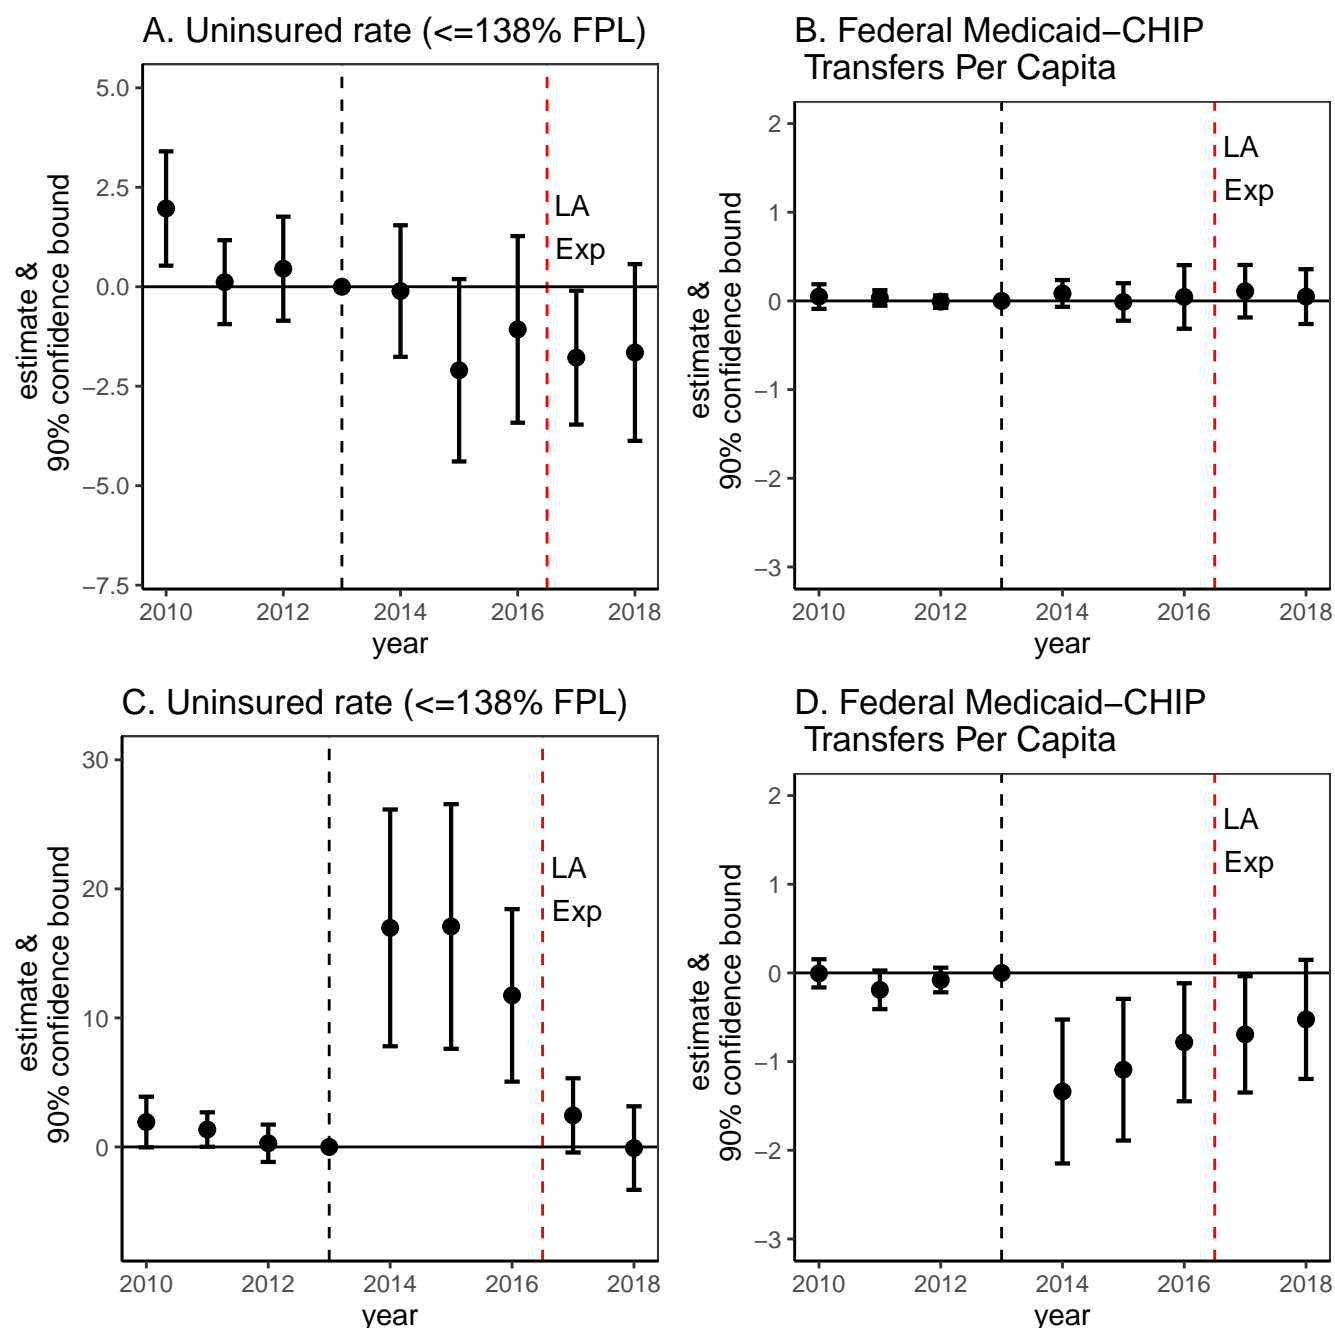 A. Uninsured rate (<=138% FPL)
estimate &
90% confidence bound
5.0
2.5
0.0
−2.5
−5.0
−7.5
LA
Exp
2010 2012 2014 2016 2018
year
B. Federal Medicaid−CHIP
Transfers Per Capita
estimate &
90% confidence bound
2
1
0
−1
−2
−3
LA
Exp
2010 2012 2014 2016 2018
year
C. Uninsured rate (<=138% FPL)
estimate &
90% confidence bound
30
20
10
0
LA
Exp
2010 2012 2014 2016 2018
year
D. Federal Medicaid−CHIP
Transfers Per Capita
estimate &
90% confidence bound
2
1
0
−1
−2
−3
LA
Exp
2010 2012 2014 2016 2018
year